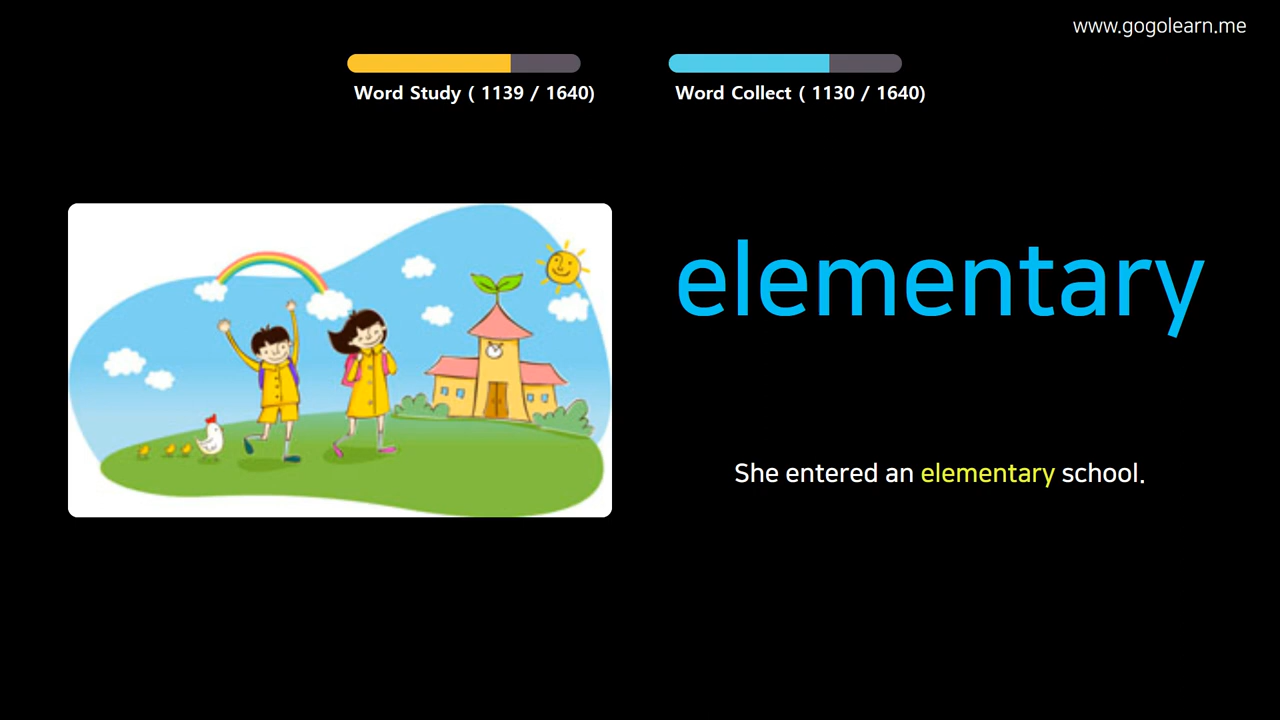 www.gogolearn.me
Word Study ( 1139 / 1640)
Word Collect ( 1130 / 1640)
elementary
She entered an elementary school.